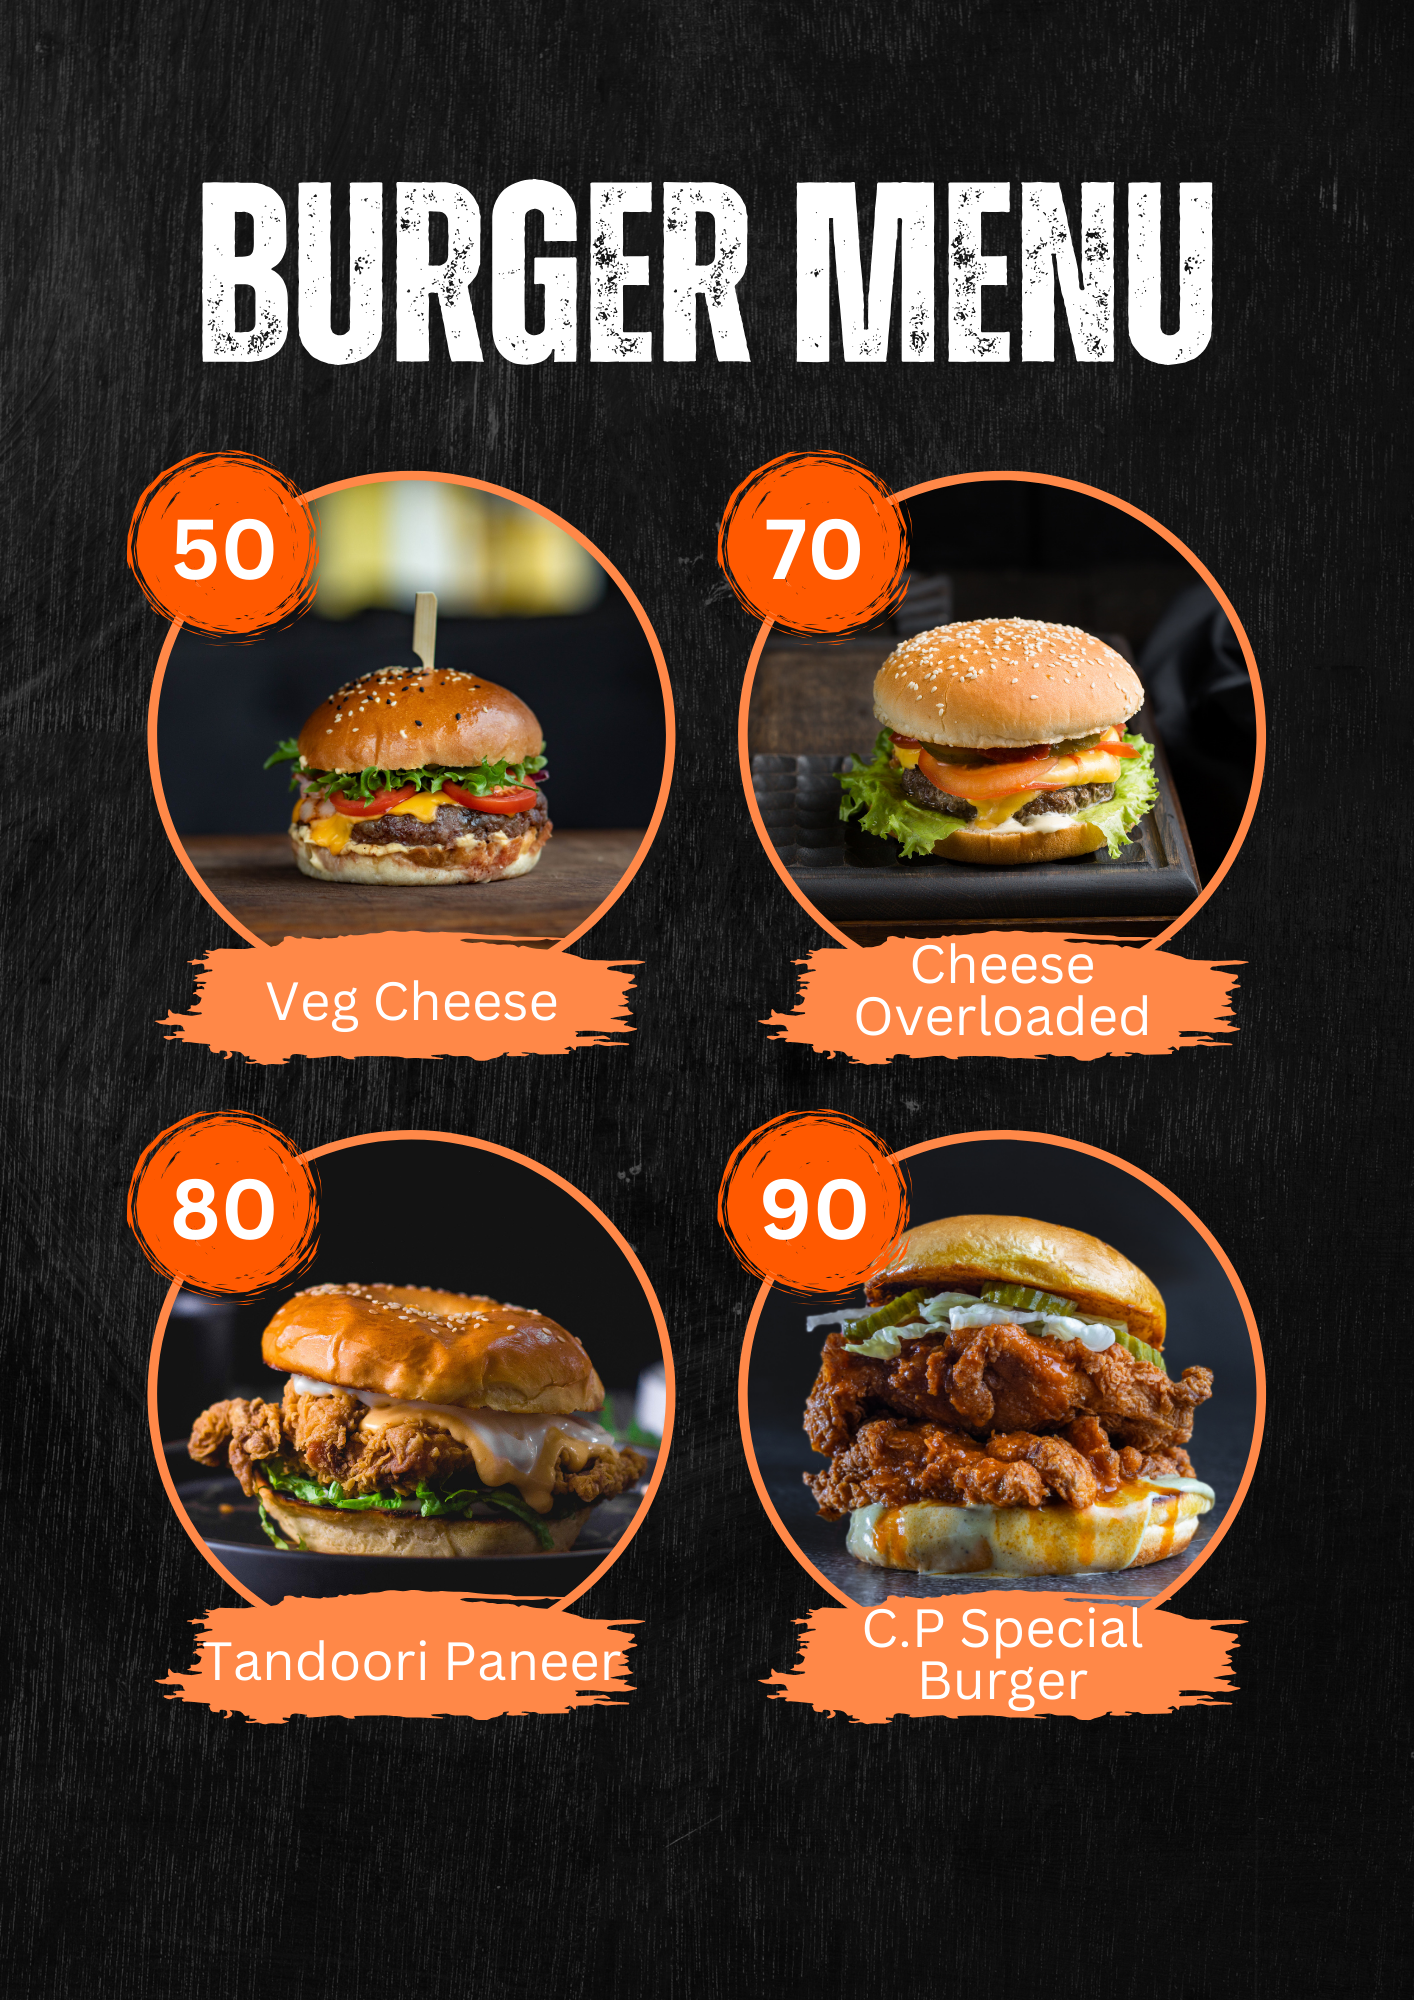 BURGER MENU
50
Veg Cheese
70
Cheese
Overloaded
80
Tandoori Paneer
90
C.P Special
Burger